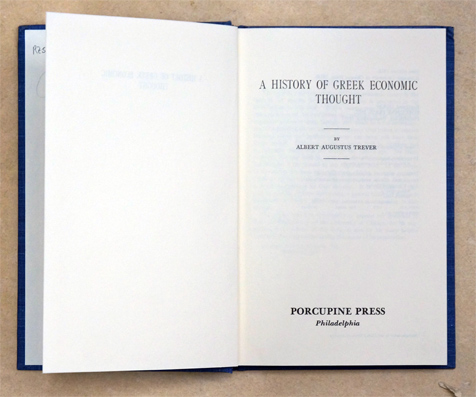 A HISTORY OF GREEK ECONOMIC
THOUGHT
BY
ALBERT AUGUSTUS TREVER
PORCUPINE PRESS
Philadelphia